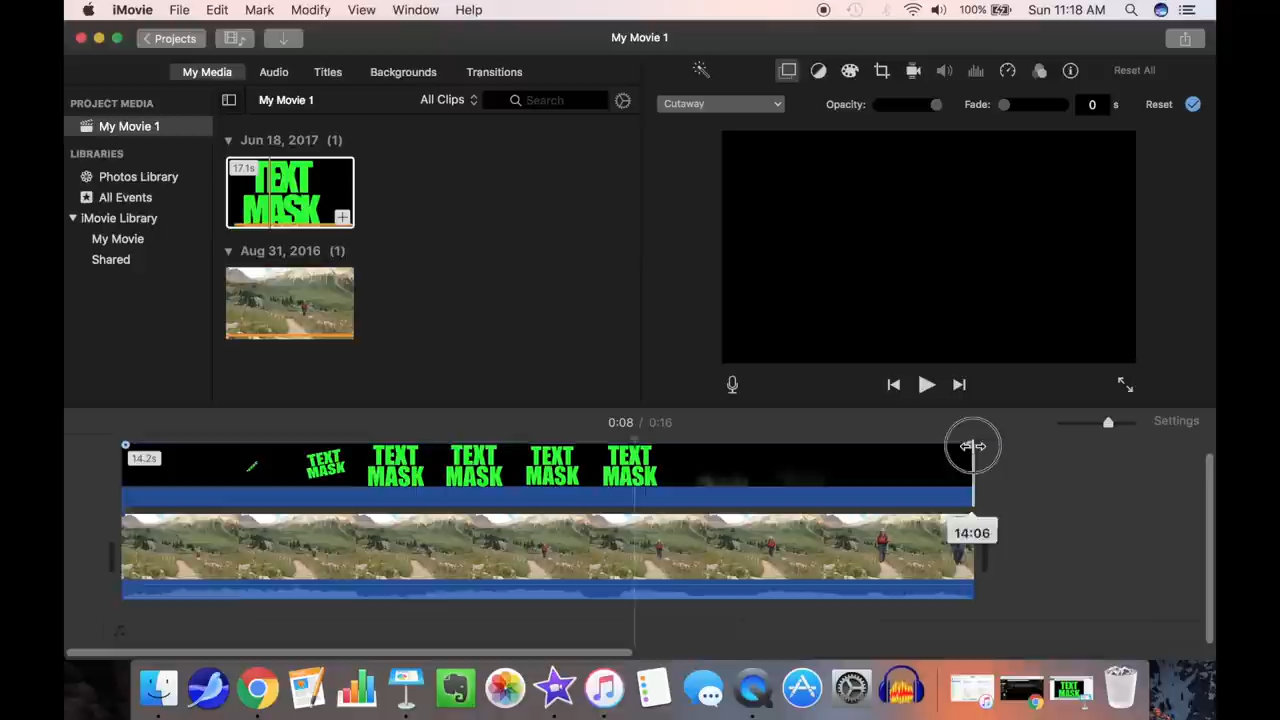 iMovie File Edit Mark Modify View Window Help 100% Sun 11:18 AM
Projects My Movie 1
My Media Audio Titles Backgrounds Transitions Reset All
PROJECT MEDIA My Movie 1 All Clips Search Cutaway Opacity: Fade: 0 s Reset
My Movie 1
LIBRARIES
Photos Library
All Events
iMovie Library
My Movie
Shared
Jun 18, 2017 (1)
17.1s
TEXT
MASK
Aug 31, 2016 (1)
0:08 / 0:16 Settings
14.2s
TEXT TEXT TEXT TEXT TEXT
MASK MASK MASK MASK MASK
14:06
TEXT
MASK